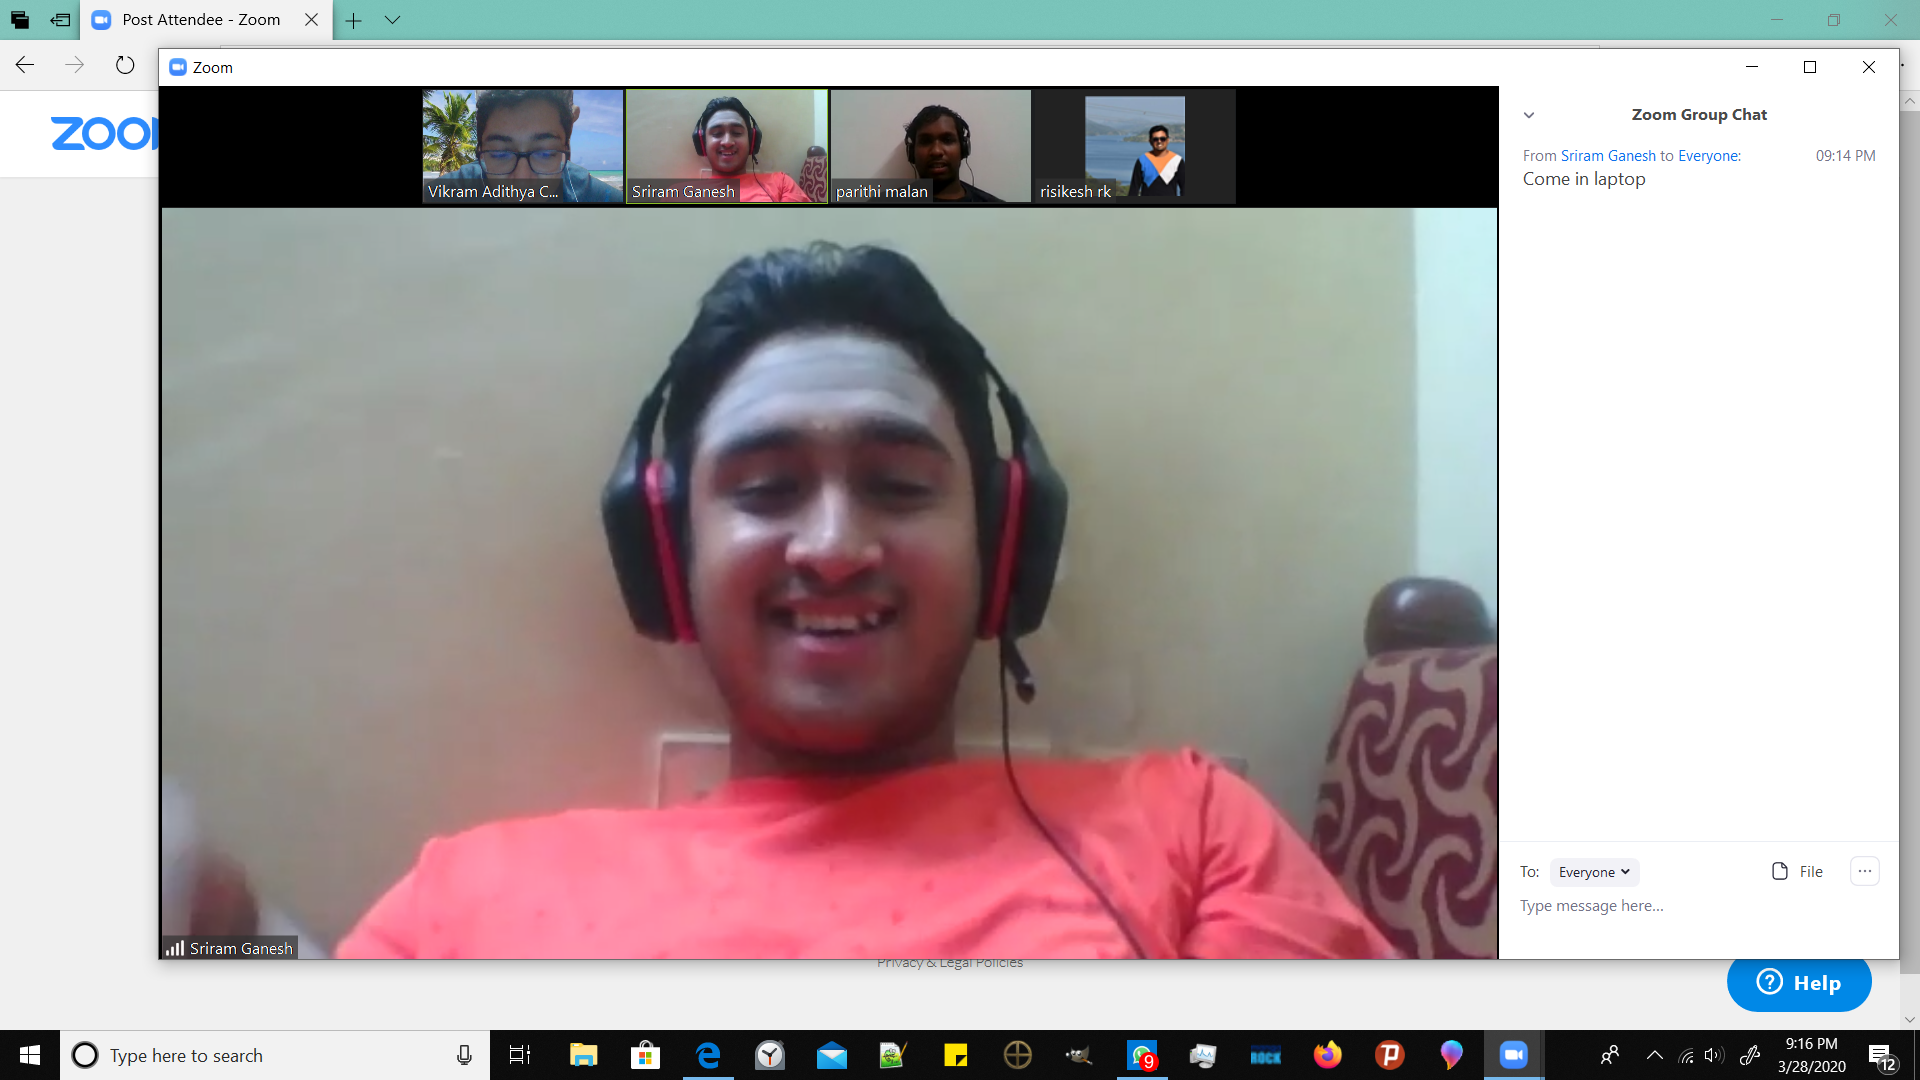 Post Attendee - Zoom
Zoom
ZOO
Vikram Adithya C...
Sriram Ganesh
parithi malan
risikesh rk
Zoom Group Chat
From Sriram Ganesh to Everyone: 09:14 PM
Come in laptop
Sriram Ganesh
To: Everyone File
Type message here...
Privacy & Legal Policies
Help
Type here to search
9
ROCK
9:16 PM
3/28/2020
12